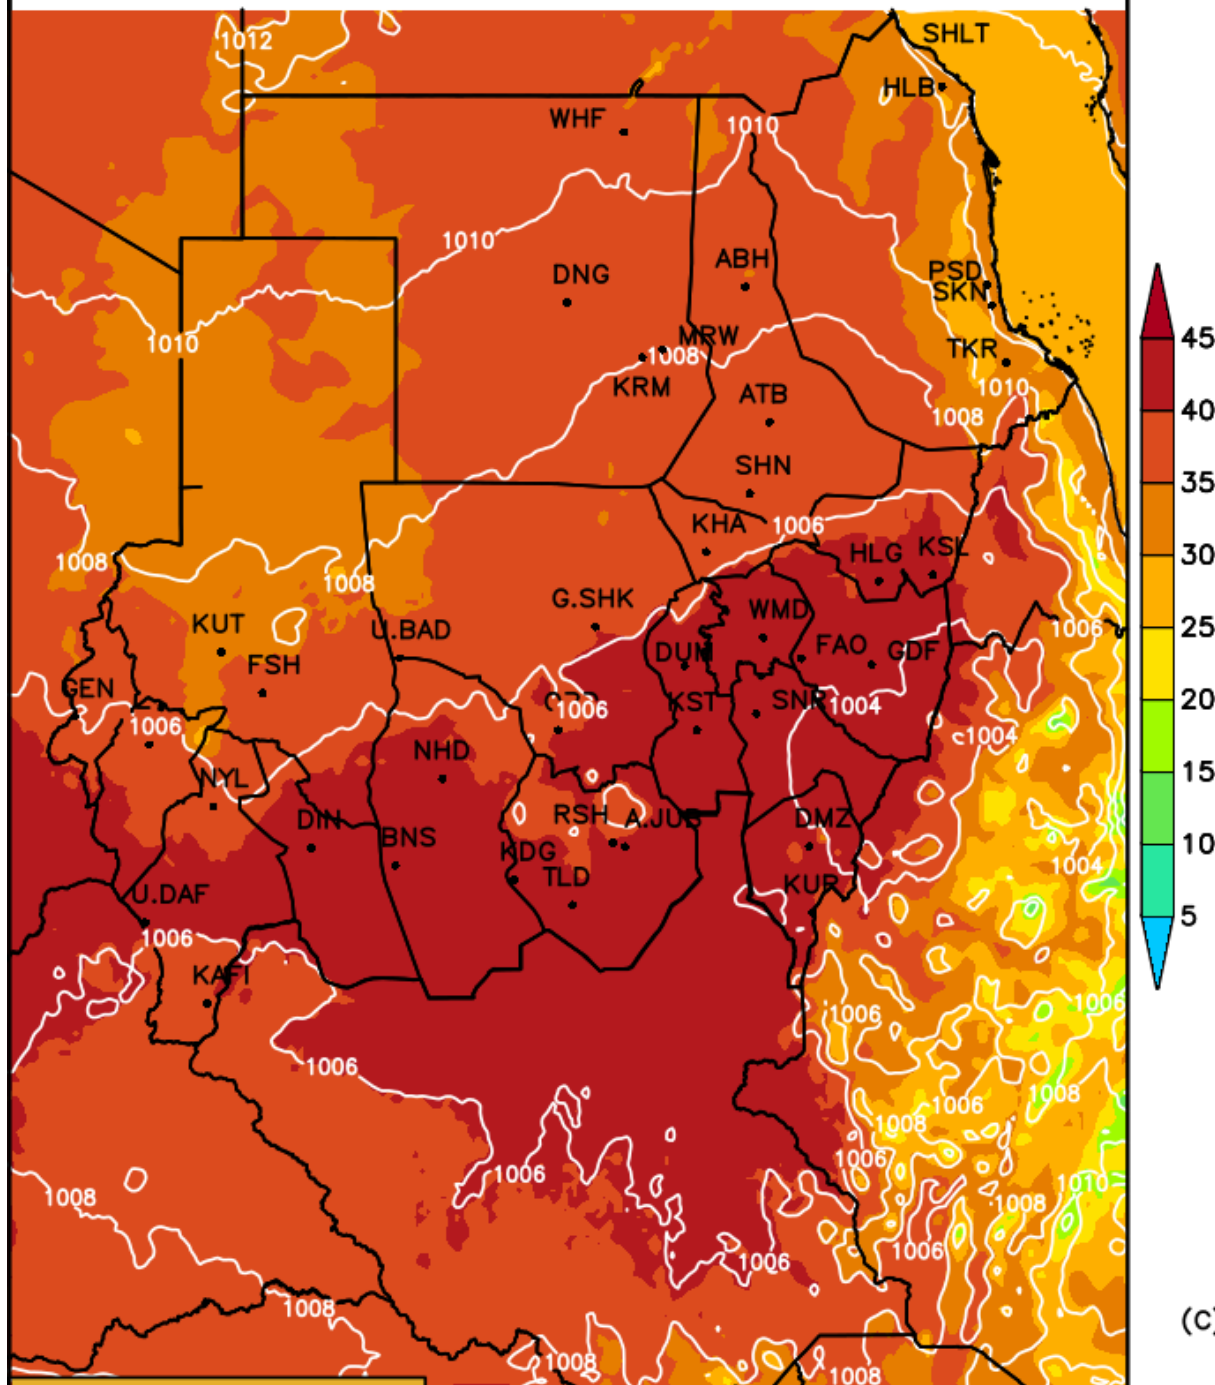 SHLT
1012
HLB
WHF
1010
1010
ABH
DNG
PSD
SKN
MRW
1010
TKR
45
1008
KRM
1010
ATB
1008
40
SHN
35
KHA
1006
HLG
KSL
1008
1008
30
G.SHK
WMD
KUT
U.BAD
1006
25
DUM
FAO
GDF
FSH
GEN
1006
KST
SNR
1004
20
1006
1004
NHD
NYL
15
DIN
RSH
A.JUB
DMZ
BNS
KDG
10
TLD
1004
U.DAF
KUR
5
1006
KAFI
1006
1006
1006
1008
1006
1008
1006
1006
1010
1008
1008
1006
1006
1008
(C)
1008
1008